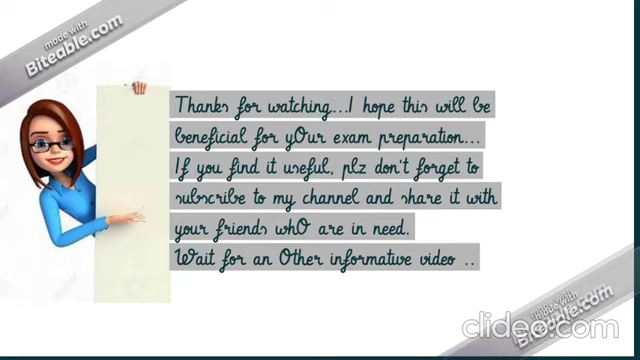 made with
Biteable.com
Thanks for watching...I hope this will be
beneficial for yOur exam preparation...
If you find it useful, plz don't forget to
subscribe to my channel and share it with
your friends whO are in need.
Wait for an Other informative video ..
made with
Biteable.com
clideo.com